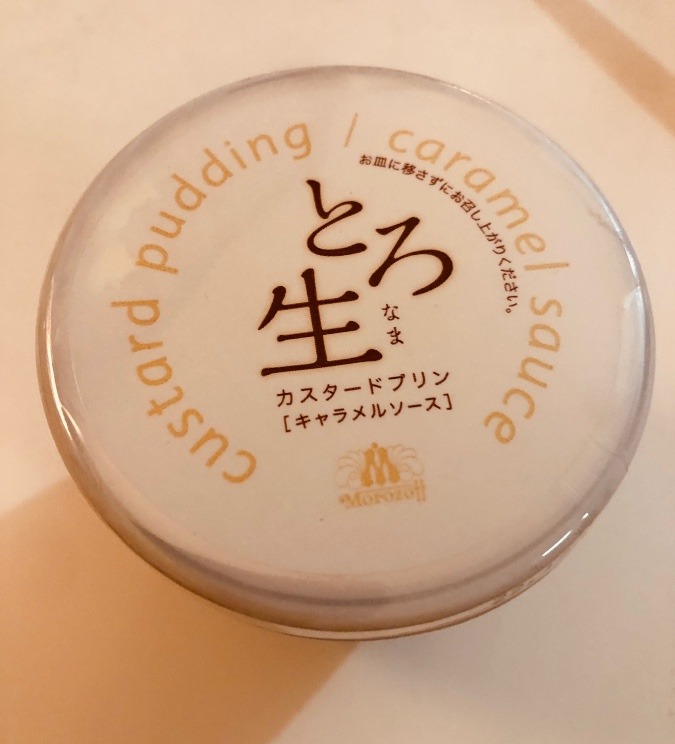 custard pudding / caramel sauce
お皿に移さずにお召し上がりください。
とろ
生
なま
カスタードプリン
[キャラメルソース]
Morozoff